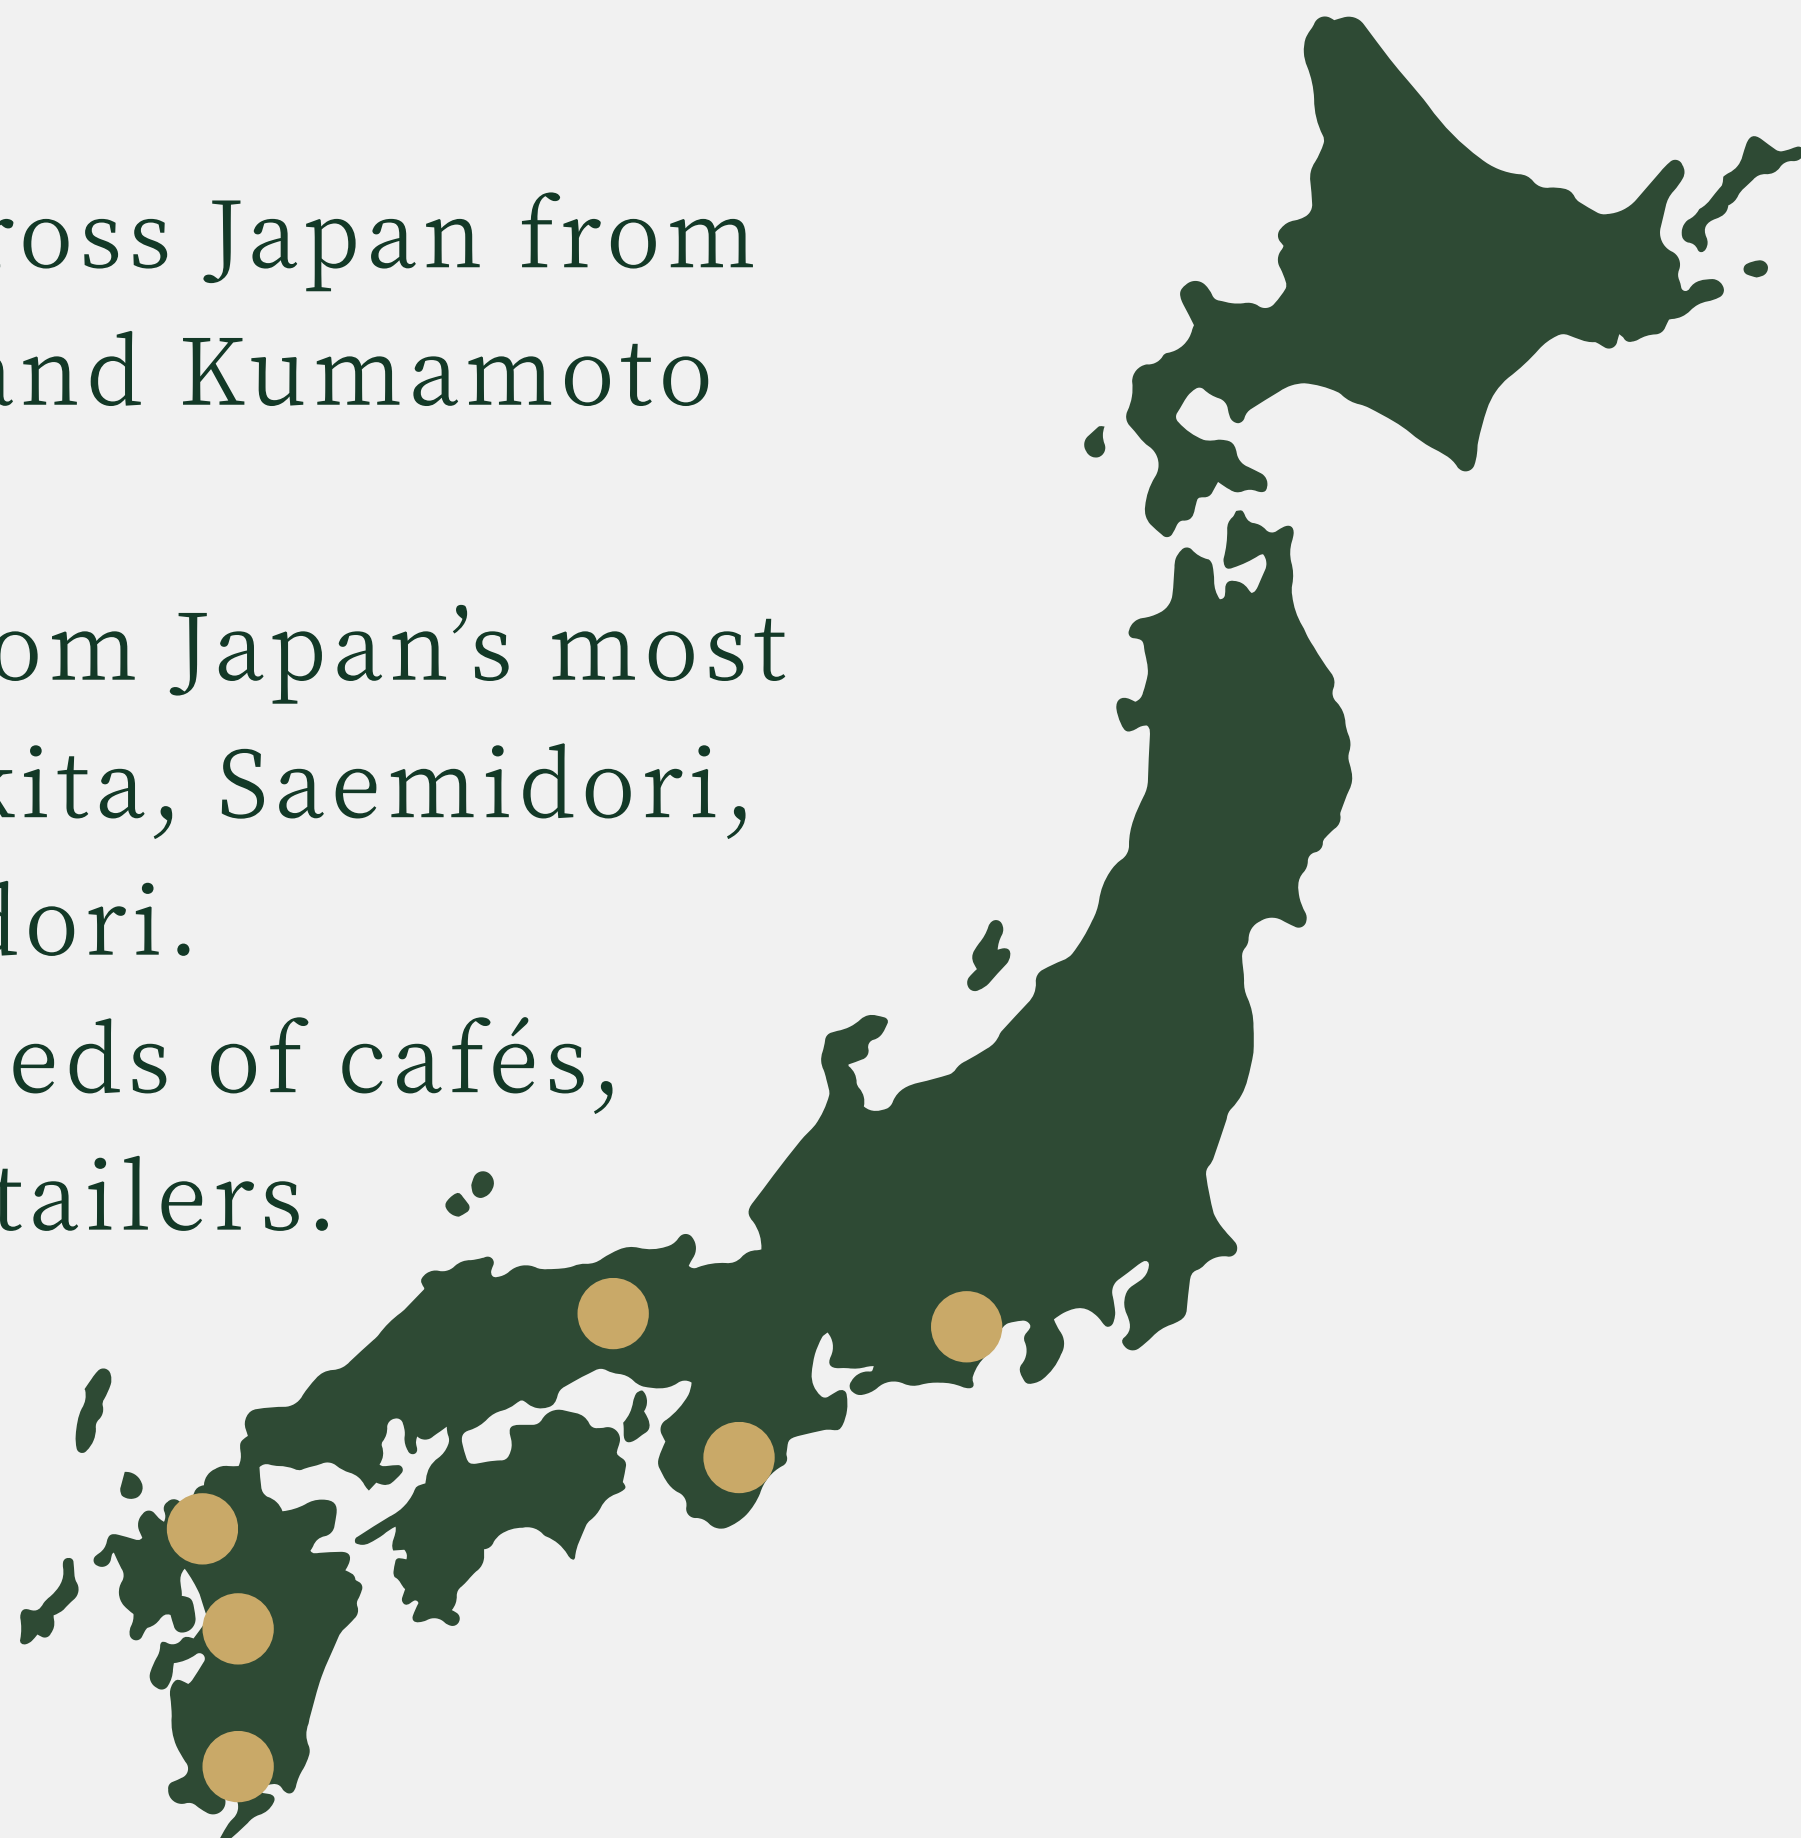 ross Japan from
and Kumamoto
om Japan’s most
kita, Saemidori,
dori.
eds of cafés,
tailers.